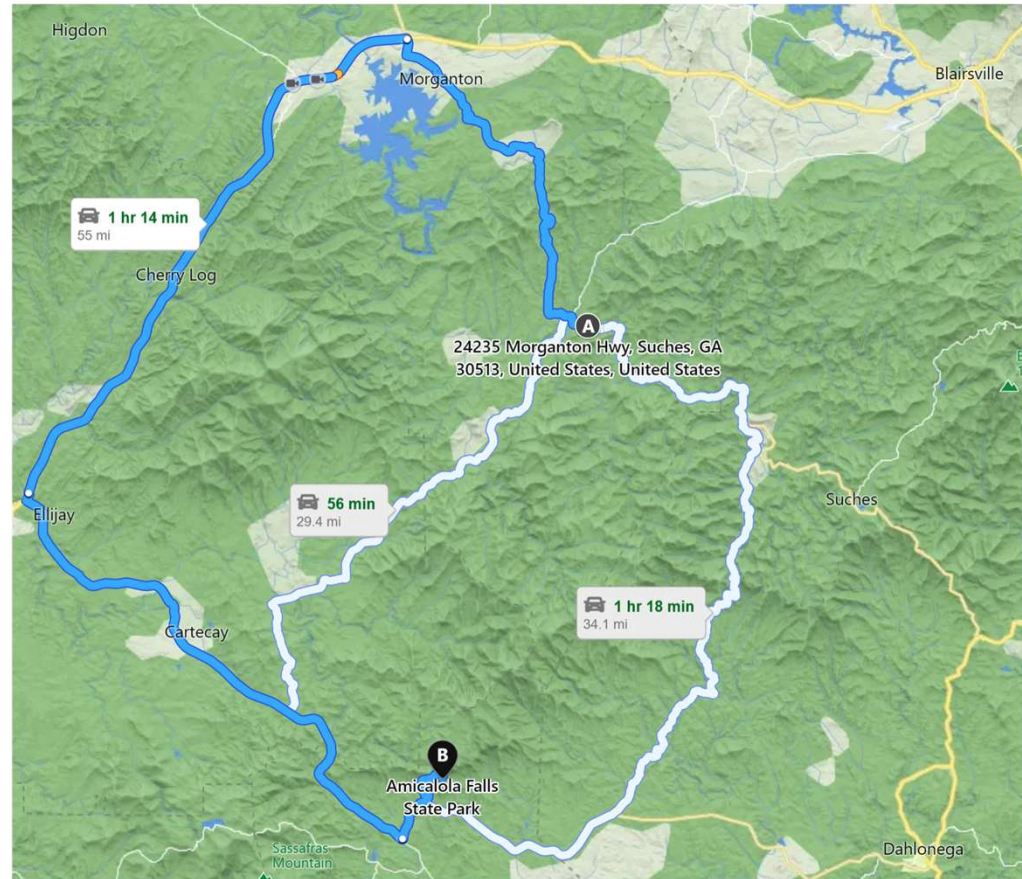 Higdon
Morganton
Blairsville
1 hr 14 min
55 mi
Cherry Log
A
24235 Morganton Hwy, Suches, GA
30513, United States, United States
56 min
29.4 mi
Ellijay
Suches
1 hr 18 min
34.1 mi
Cartecay
B
Amicalola Falls
State Park
Sassafras
Mountain
Dahlonega